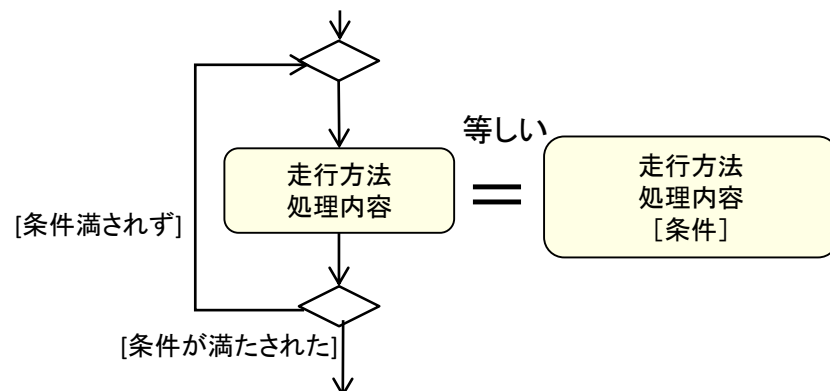 等しい
走行方法
処理内容
走行方法
処理内容
[条件]
[条件満されず]
[条件が満たされた]